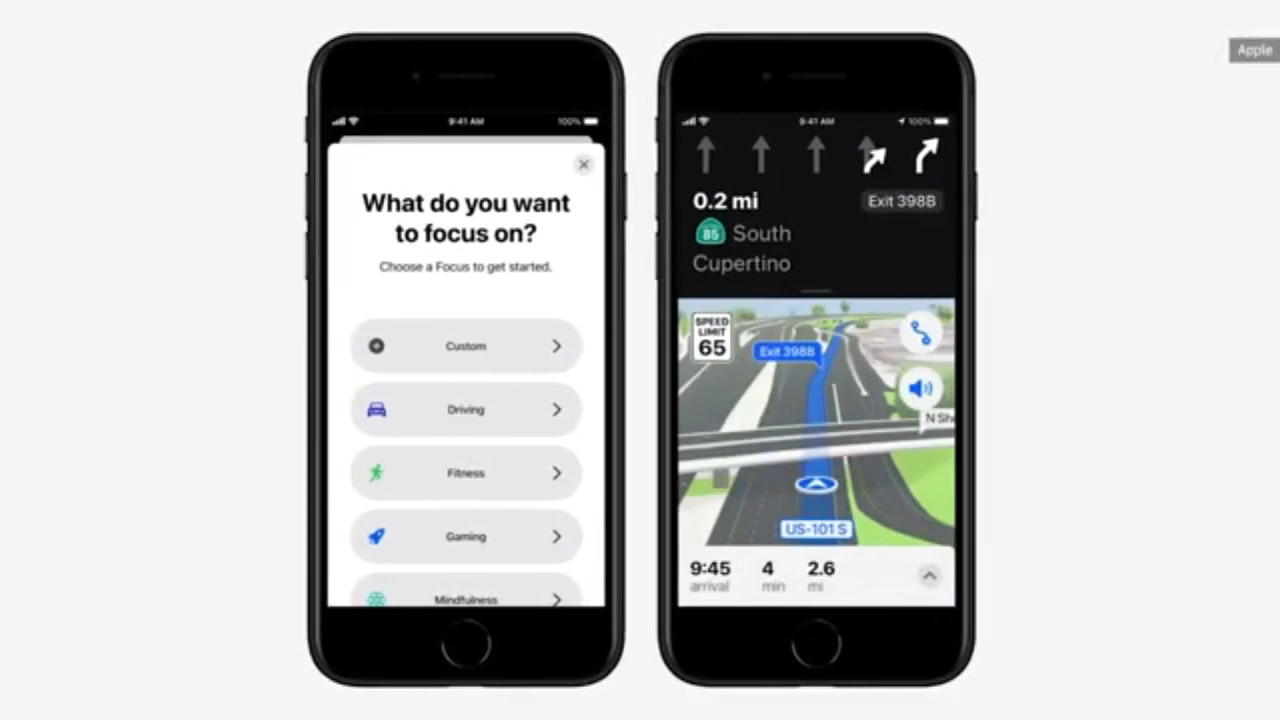 Apple
9:41 AM
100%
What do you want
to focus on?
Choose a Focus to get started.
Custom
Driving
Fitness
Gaming
Mindfulness
9:41 AM
100%
0.2 mi
Exit 398B
85 South
Cupertino
SPEED
LIMIT
65
Exit 398B
N Sh
US-101 S
9:45
arrival
4
min
2.6
mi